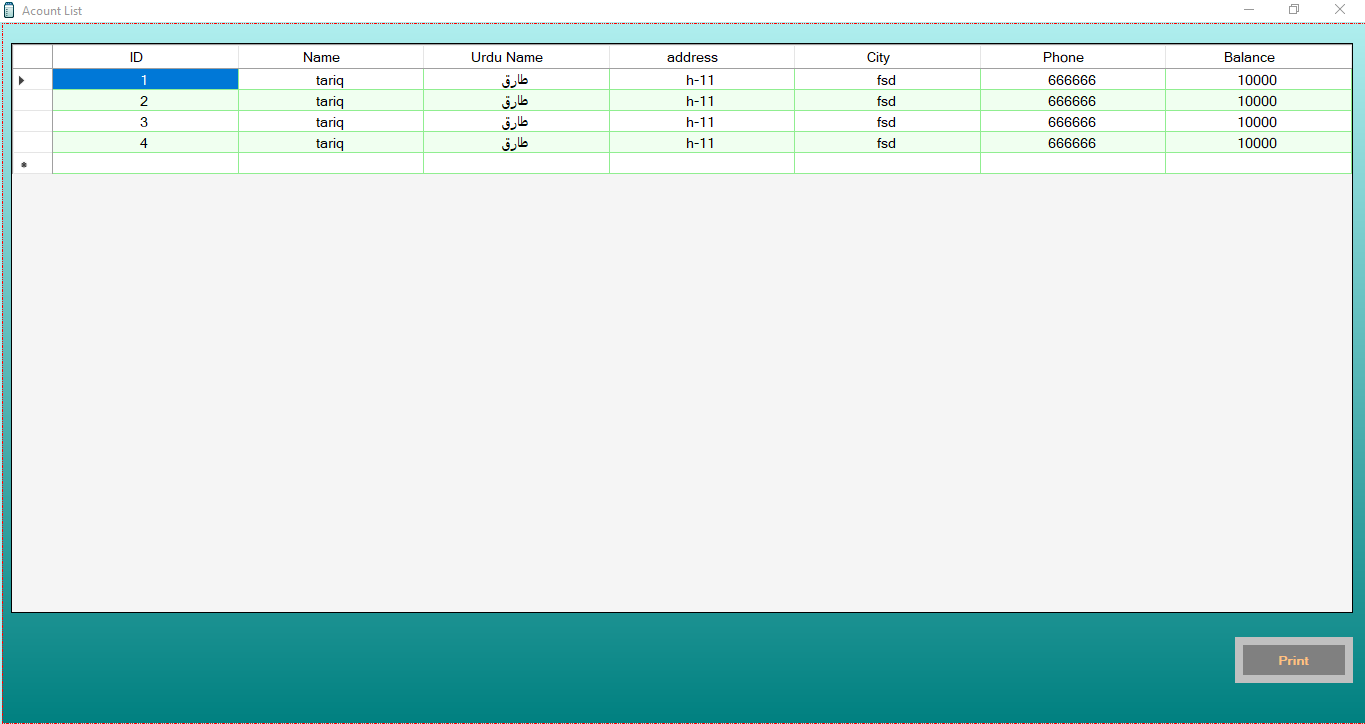 Acount List
ID Name Urdu Name address City Phone Balance
1 tariq طارق h-11 fsd 666666 10000
2 tariq طارق h-11 fsd 666666 10000
3 tariq طارق h-11 fsd 666666 10000
4 tariq طارق h-11 fsd 666666 10000
Print